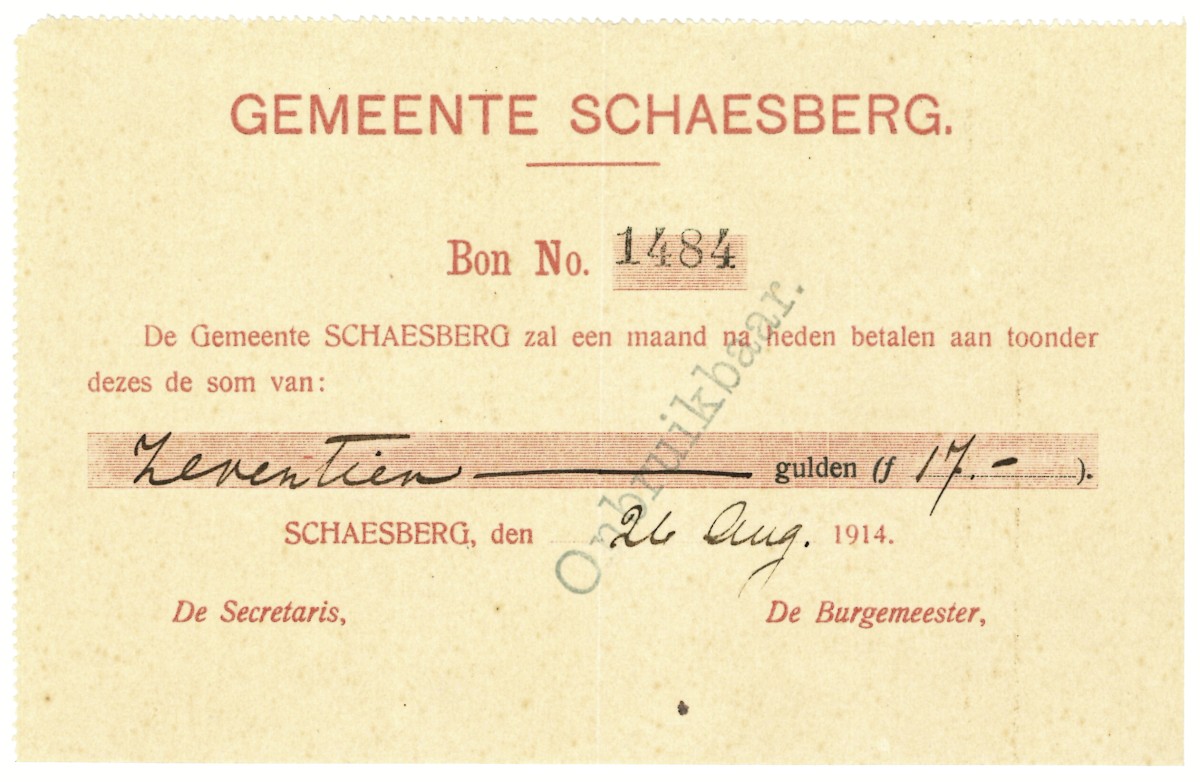 GEMEENTE SCHAESBERG.
Bon No. 1484
De Gemeente SCHAESBERG zal een maand na heden betalen aan toonder
dezes de som van:
Zeventien gulden (f 17.- ).
SCHAESBERG, den 26 Aug. 1914.
De Secretaris, De Burgemeester,
Onbruikbaar.